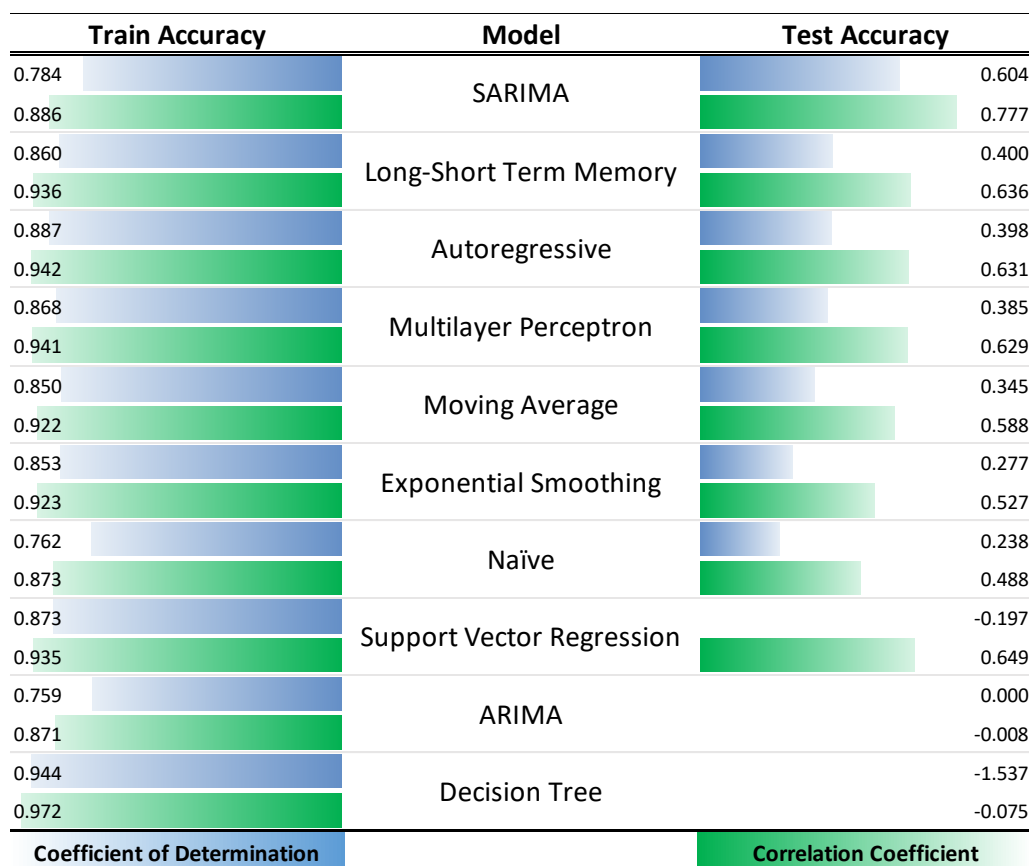 Train Accuracy Model Test Accuracy
0.784 0.604
SARIMA
0.886 0.777
0.860 0.400
Long-Short Term Memory
0.936 0.636
0.887 0.398
Autoregressive
0.942 0.631
0.868 0.385
Multilayer Perceptron
0.941 0.629
0.850 0.345
Moving Average
0.922 0.588
0.853 0.277
Exponential Smoothing
0.923 0.527
0.762 0.238
Naïve
0.873 0.488
0.873 -0.197
Support Vector Regression
0.935 0.649
0.759 0.000
ARIMA
0.871 -0.008
0.944 -1.537
Decision Tree
0.972 -0.075
Coefficient of Determination Correlation Coefficient